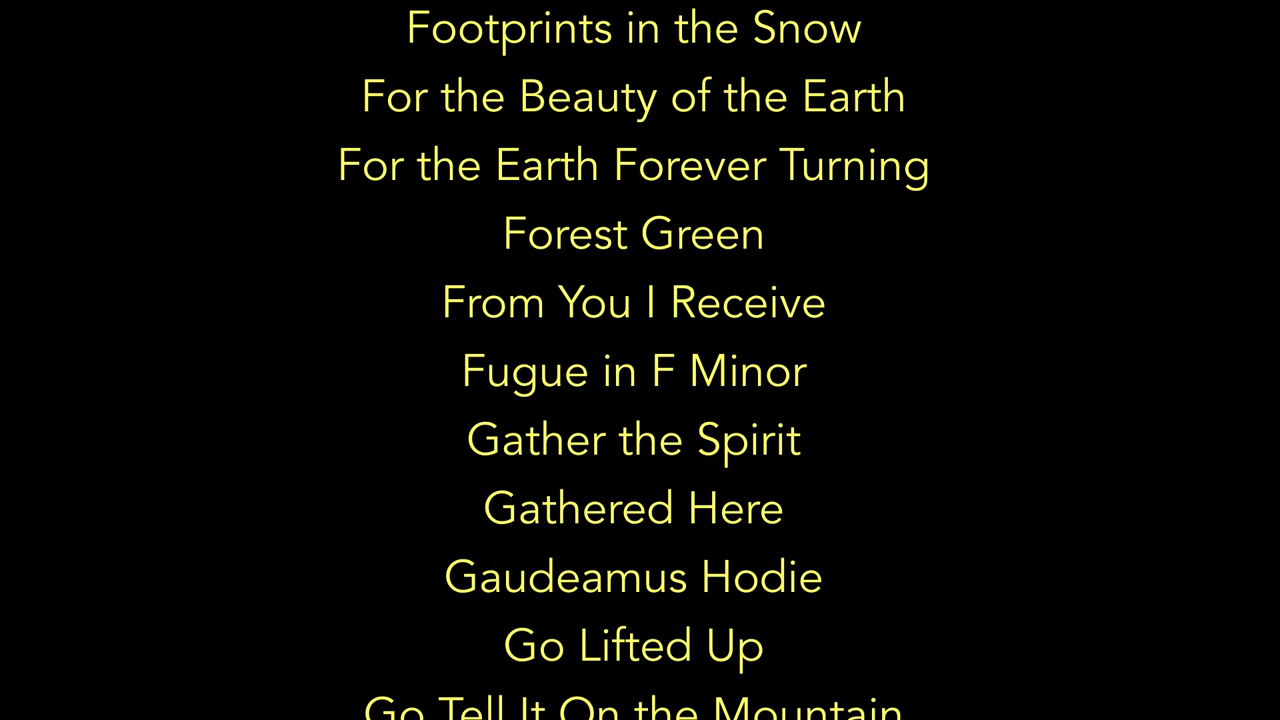 Footprints in the Snow
For the Beauty of the Earth
For the Earth Forever Turning
Forest Green
From You I Receive
Fugue in F Minor
Gather the Spirit
Gathered Here
Gaudeamus Hodie
Go Lifted Up
Go Tell It On the Mountain